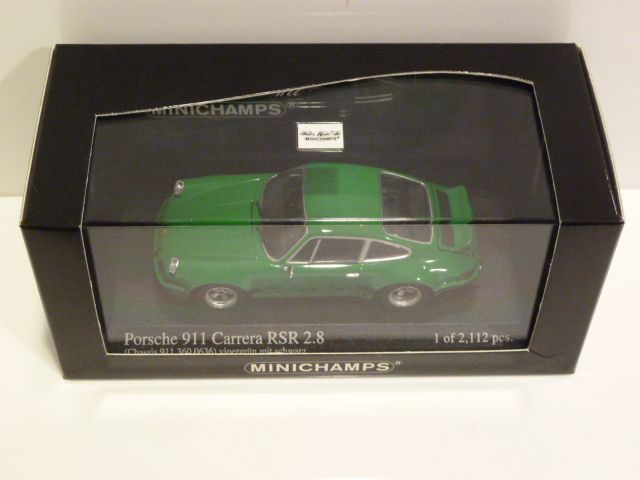 MINICHAMPS®
MINICHAMPS®
Porsche 911 Carrera RSR 2.8
1 of 2,112 pcs.
(Chassis 911 360 0636) vipergrün mit schwarz
MINICHAMPS®